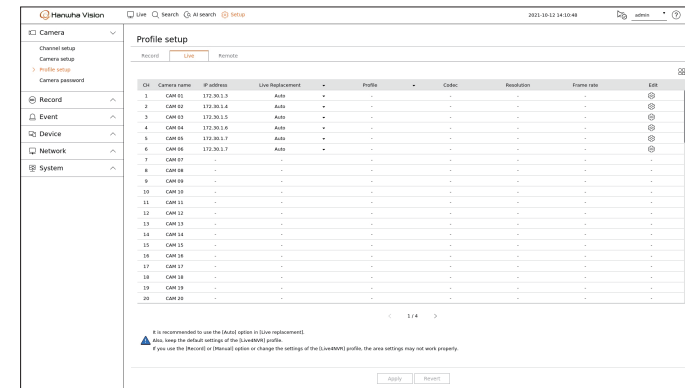 Hanwha Vision Live Search AI search Setup 2021-10-12 14:10:48 admin ?
Camera
Channel setup
Camera setup
> Profile setup
Camera password
Record
Event
Device
Network
System
Profile setup
Record Live Remote
CH Camera name IP address Live Replacement Profile Codec Resolution Frame rate Edit
1 CAM 01 172.30.1.3 Auto - - - -
2 CAM 02 172.30.1.4 Auto - - - -
3 CAM 03 172.30.1.5 Auto - - - -
4 CAM 04 172.30.1.6 Auto - - - -
5 CAM 05 172.30.1.7 Auto - - - -
6 CAM 06 172.30.1.7 Auto - - - -
7 CAM 07 - - - - - - -
8 CAM 08 - - - - - - -
9 CAM 09 - - - - - - -
10 CAM 10 - - - - - - -
11 CAM 11 - - - - - - -
12 CAM 12 - - - - - - -
13 CAM 13 - - - - - - -
14 CAM 14 - - - - - - -
15 CAM 15 - - - - - - -
16 CAM 16 - - - - - - -
17 CAM 17 - - - - - - -
18 CAM 18 - - - - - - -
19 CAM 19 - - - - - - -
20 CAM 20 - - - - - - -
< 1 / 4 >
It is recommended to use the [Auto] option in [Live replacement].
Also, keep the default settings of the [Live4NVR] profile.
If you use the [Record] or [Manual] option or change the settings of the [Live4NVR] profile, the area settings may not work properly.
Apply Revert